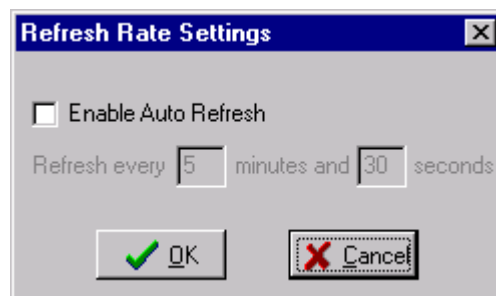 Refresh Rate Settings
Enable Auto Refresh
Refresh every 5 minutes and 30 seconds
OK Cancel